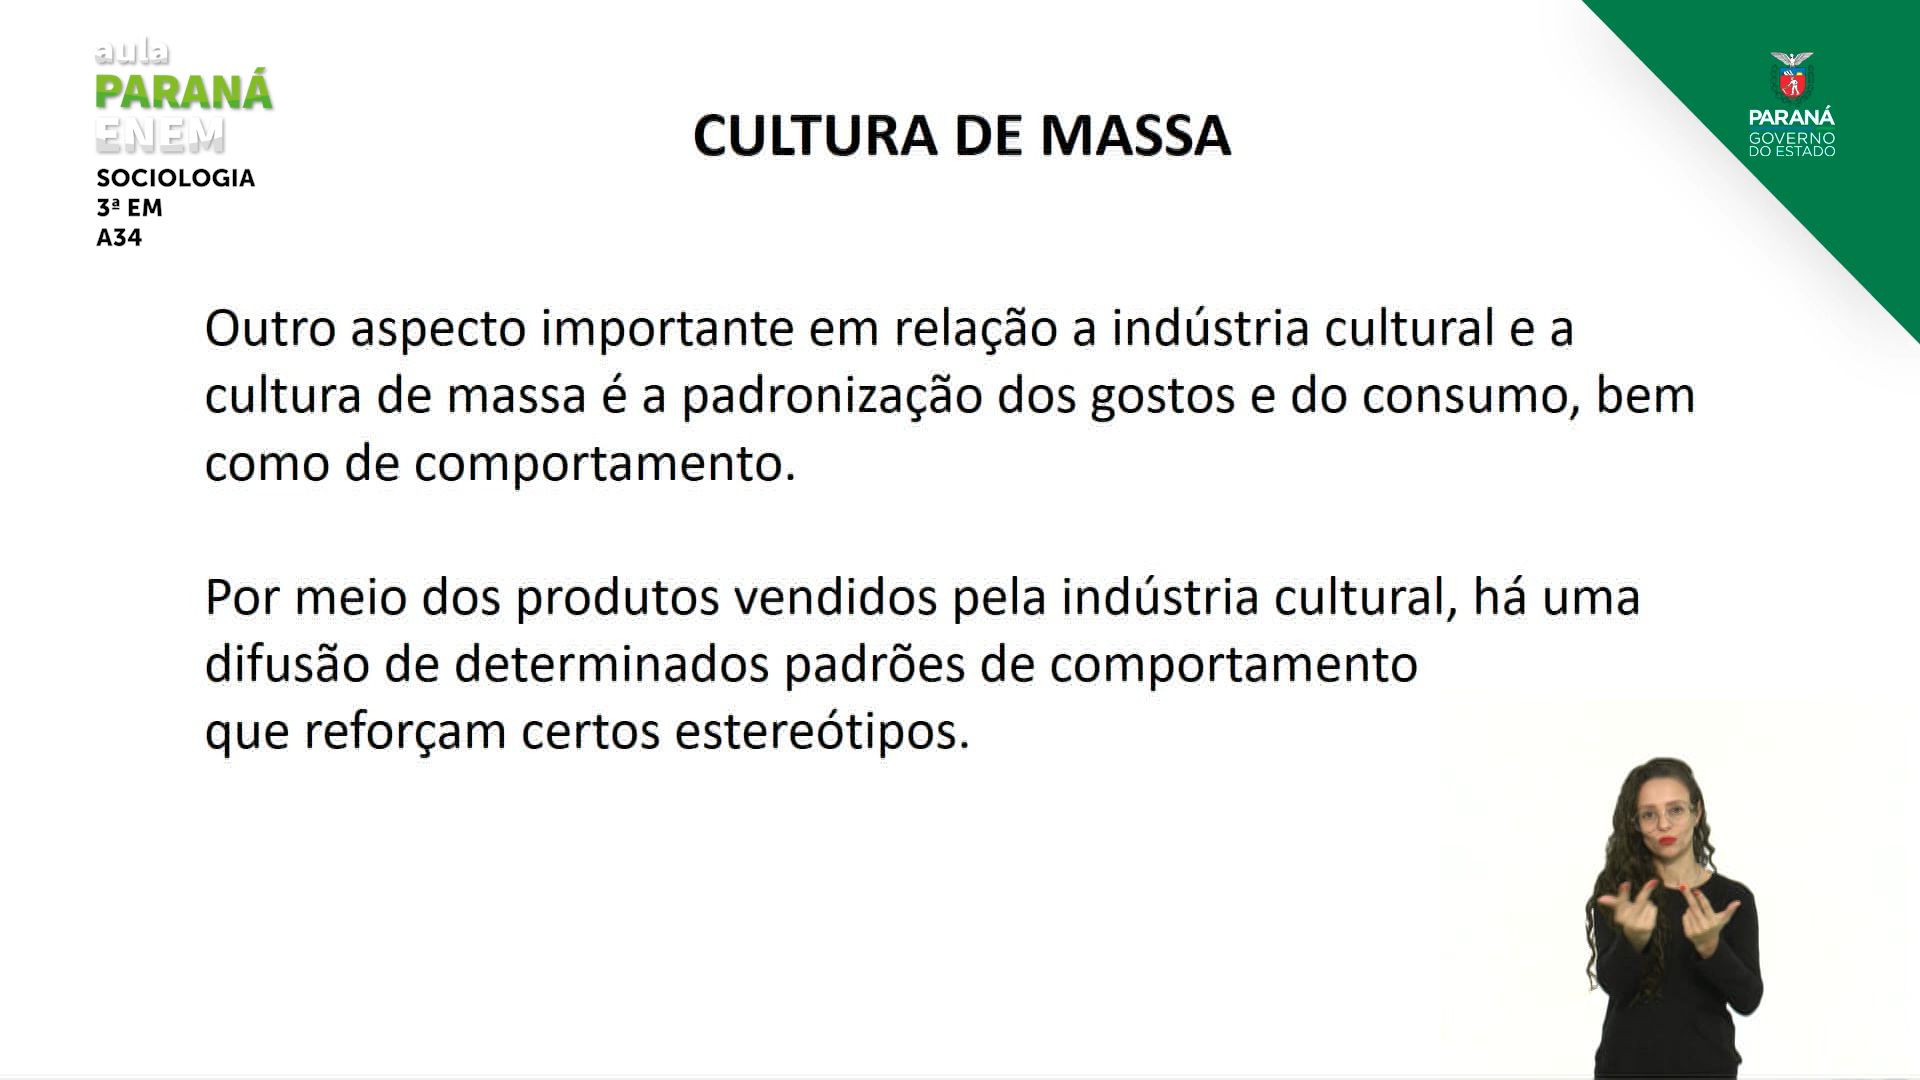 aula
PARANÁ
ENEM
SOCIOLOGIA
3ª EM
A34
CULTURA DE MASSA
PARANÁ
GOVERNO
DO ESTADO
Outro aspecto importante em relação a indústria cultural e a
cultura de massa é a padronização dos gostos e do consumo, bem
como de comportamento.
Por meio dos produtos vendidos pela indústria cultural, há uma
difusão de determinados padrões de comportamento
que reforçam certos estereótipos.